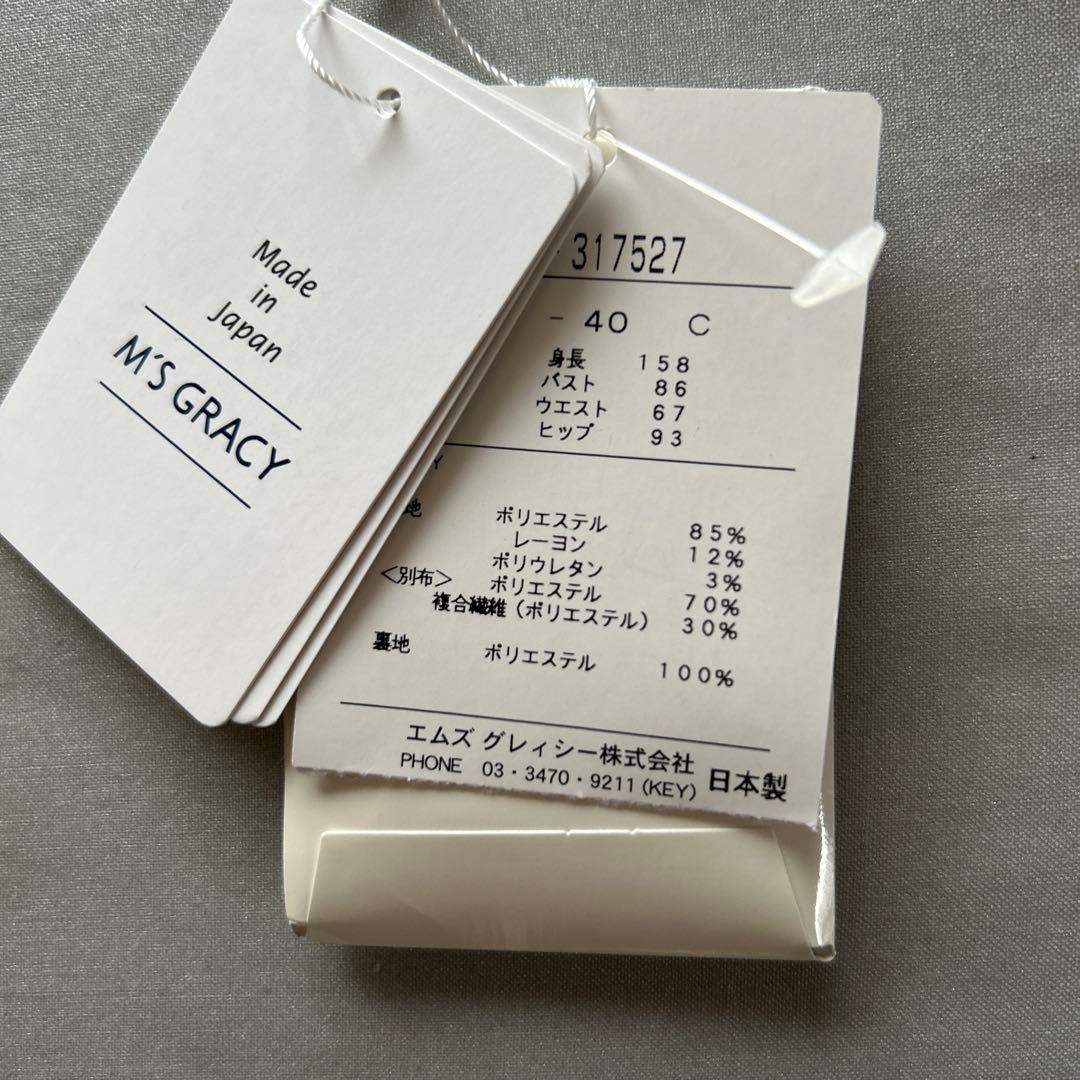 Made
in
Japan
M'S GRACY
317527
- 40 C
身長 158
バスト 86
ウエスト 67
ヒップ 93
Y
地 ポリエステル 85%
レーヨン 12%
ポリウレタン 3%
<別布> ポリエステル 70%
複合繊維(ポリエステル) 30%
裏地 ポリエステル 100%
エムズ グレィシー株式会社
PHONE 03・3470・9211(KEY) 日本製